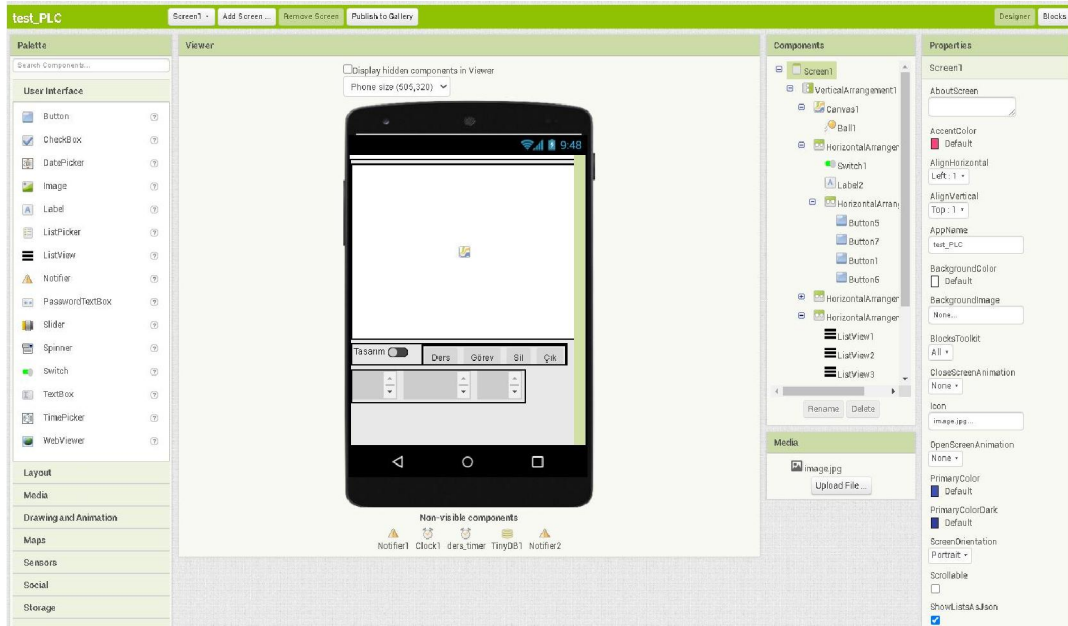 test_PLC
Screen1
Add Screen ...
Remove Screen
Publish to Gallery
Designer
Blocks
Palette
Search Components...
User Interface
Button
CheckBox
DatePicker
Image
Label
ListPicker
ListView
Notifier
PasswordTextBox
Slider
Spinner
Switch
TextBox
TimePicker
WebViewer
Layout
Media
Drawing and Animation
Maps
Sensors
Social
Storage
Viewer
Display hidden components in Viewer
Phone size (505,320)
9:48
Tasarım
Ders
Görev
Sil
Çık
Non-visible components
Notifier1
Clock1
ders_timer
TinyDB1
Notifier2
Components
Screen1
VerticalArrangement1
Canvas1
Ball1
HorizontalArranger
Switch1
Label2
HorizontalArran
Button5
Button7
Button1
Button6
HorizontalArranger
HorizontalArranger
ListView1
ListView2
ListView3
Rename
Delete
Media
image.jpg
Upload File ...
Properties
Screen1
AboutScreen
AccentColor
Default
AlignHorizontal
Left : 1
AlignVertical
Top : 1
AppName
test_PLC
BackgroundColor
Default
BackgroundImage
None...
BlocksToolkit
All
CloseScreenAnimation
None
Icon
image.jpg...
OpenScreenAnimation
None
PrimaryColor
Default
PrimaryColorDark
Default
ScreenOrientation
Portrait
Scrollable
ShowListsAsJson